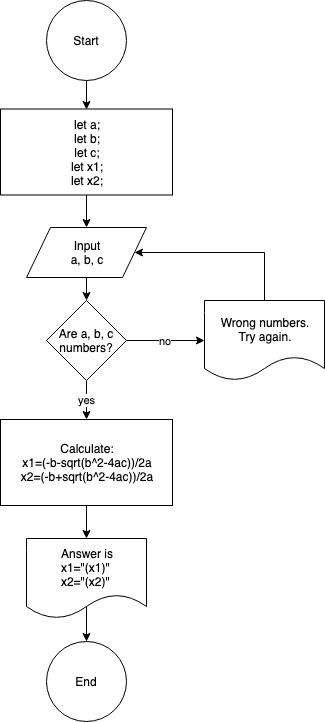 Start
let a;
let b;
let c;
let x1;
let x2;
Input
a, b, c
Are a, b, c
numbers?
no
Wrong numbers.
Try again.
yes
Calculate:
x1=(-b-sqrt(b^2-4ac))/2a
x2=(-b+sqrt(b^2-4ac))/2a
Answer is
x1="(x1)"
x2="(x2)"
End